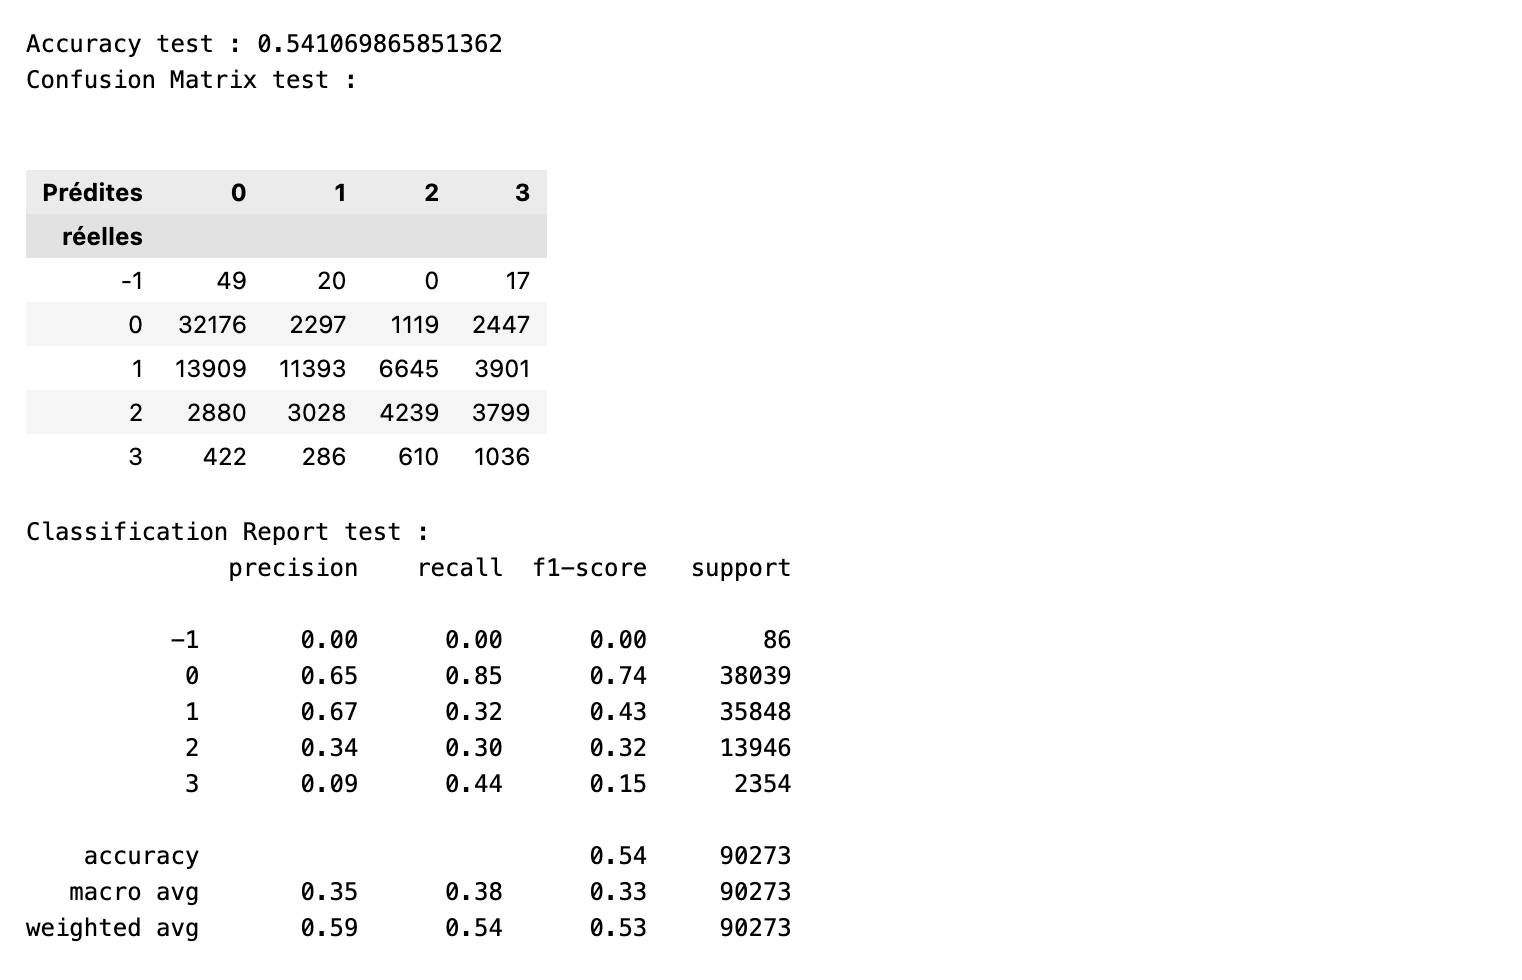 Accuracy test : 0.541069865851362
Confusion Matrix test :
Prédites 0 1 2 3
réelles
-1 49 20 0 17
0 32176 2297 1119 2447
1 13909 11393 6645 3901
2 2880 3028 4239 3799
3 422 286 610 1036
Classification Report test :
precision recall f1-score support
-1 0.00 0.00 0.00 86
0 0.65 0.85 0.74 38039
1 0.67 0.32 0.43 35848
2 0.34 0.30 0.32 13946
3 0.09 0.44 0.15 2354
accuracy 0.54 90273
macro avg 0.35 0.38 0.33 90273
weighted avg 0.59 0.54 0.53 90273